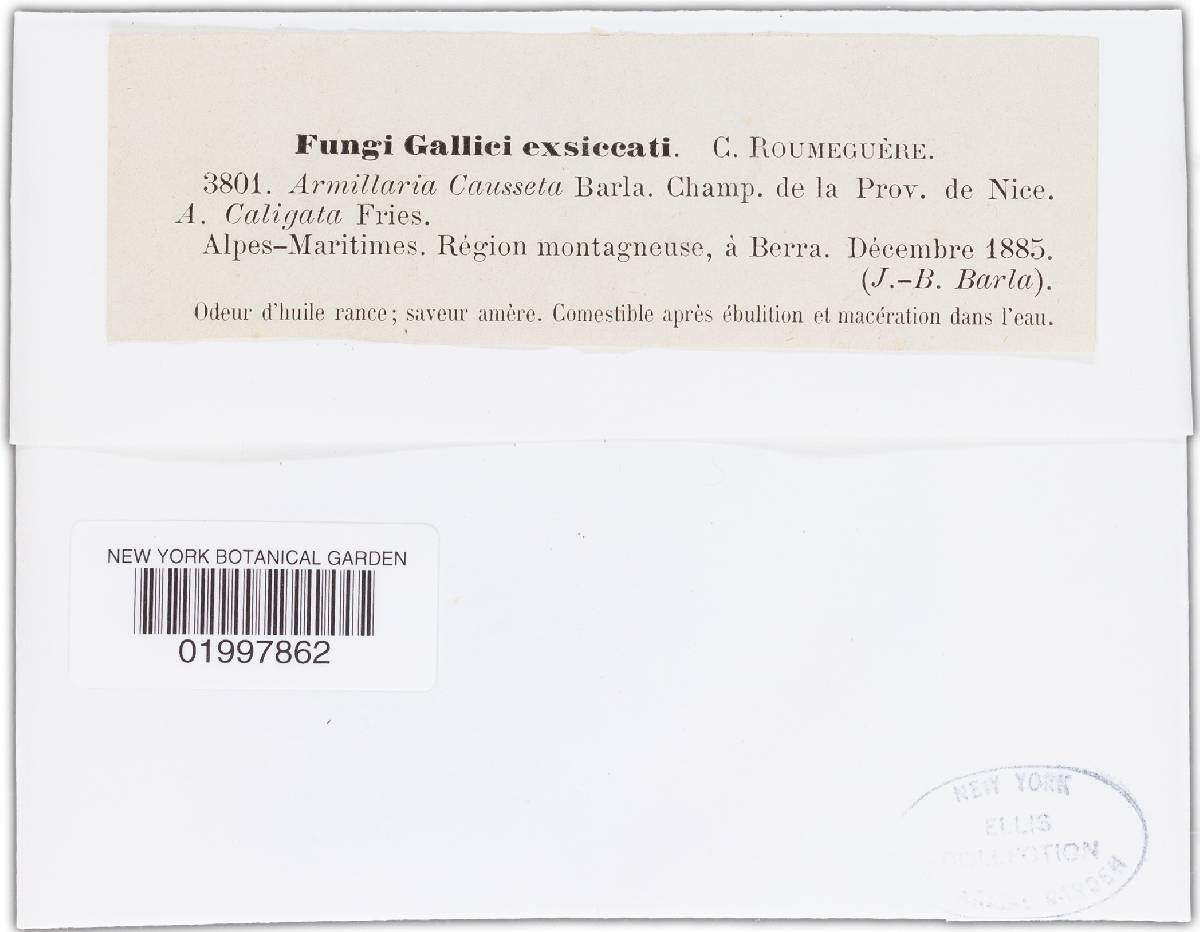 Fungi Gallici exsiccati. C. ROUMEGUÈRE.
3801. Armillaria Causseta Barla. Champ. de la Prov. de Nice.
A. Caligata Fries.
Alpes-Maritimes. Région montagneuse, à Berra. Décembre 1885.
(J.-B. Barla).
Odeur d'huile rance; saveur amère. Comestible après ébulition et macération dans l'eau.
NEW YORK BOTANICAL GARDEN
01997862
NEW YORK
ELLIS
COLLECTION
GARDEN